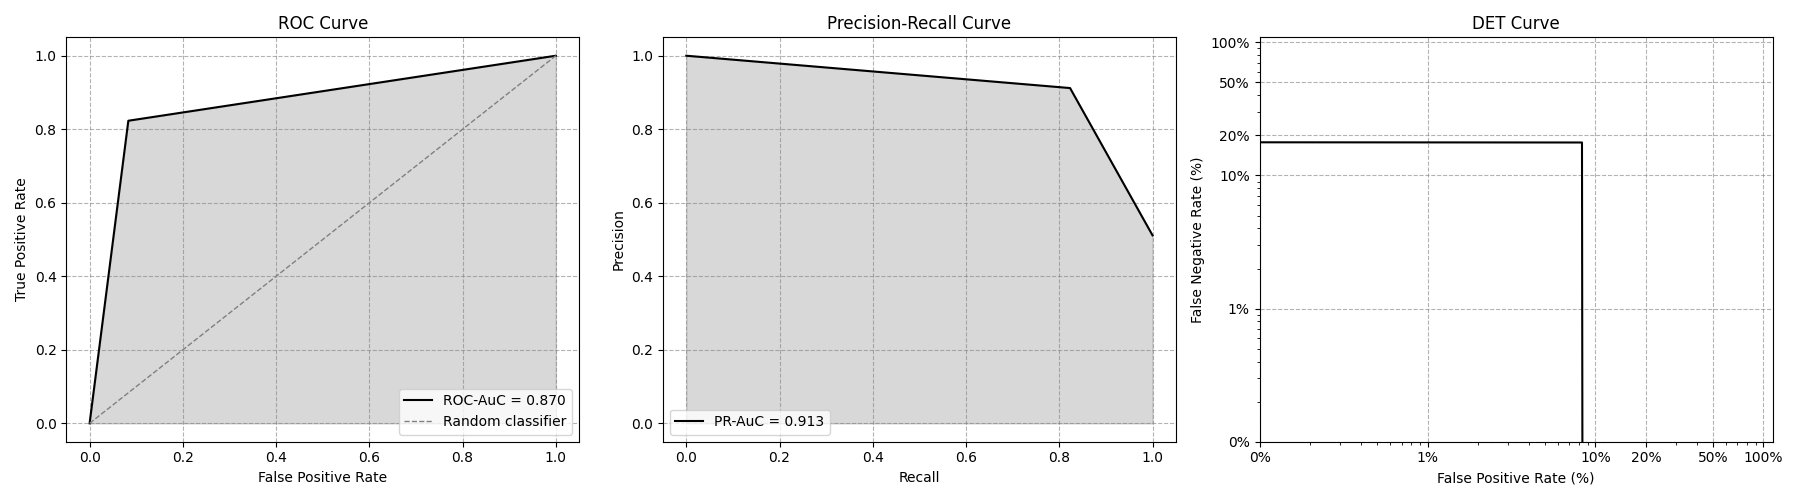 ROC Curve
1.0
0.8
0.6
0.4
0.2
0.0
True Positive Rate
ROC-AuC = 0.870
Random classifier
0.0 0.2 0.4 0.6 0.8 1.0
False Positive Rate
Precision-Recall Curve
1.0
0.8
0.6
0.4
0.2
0.0
Precision
PR-AuC = 0.913
0.0 0.2 0.4 0.6 0.8 1.0
Recall
DET Curve
100%
50%
20%
10%
1%
0%
False Negative Rate (%)
0% 1% 10% 20% 50% 100%
False Positive Rate (%)